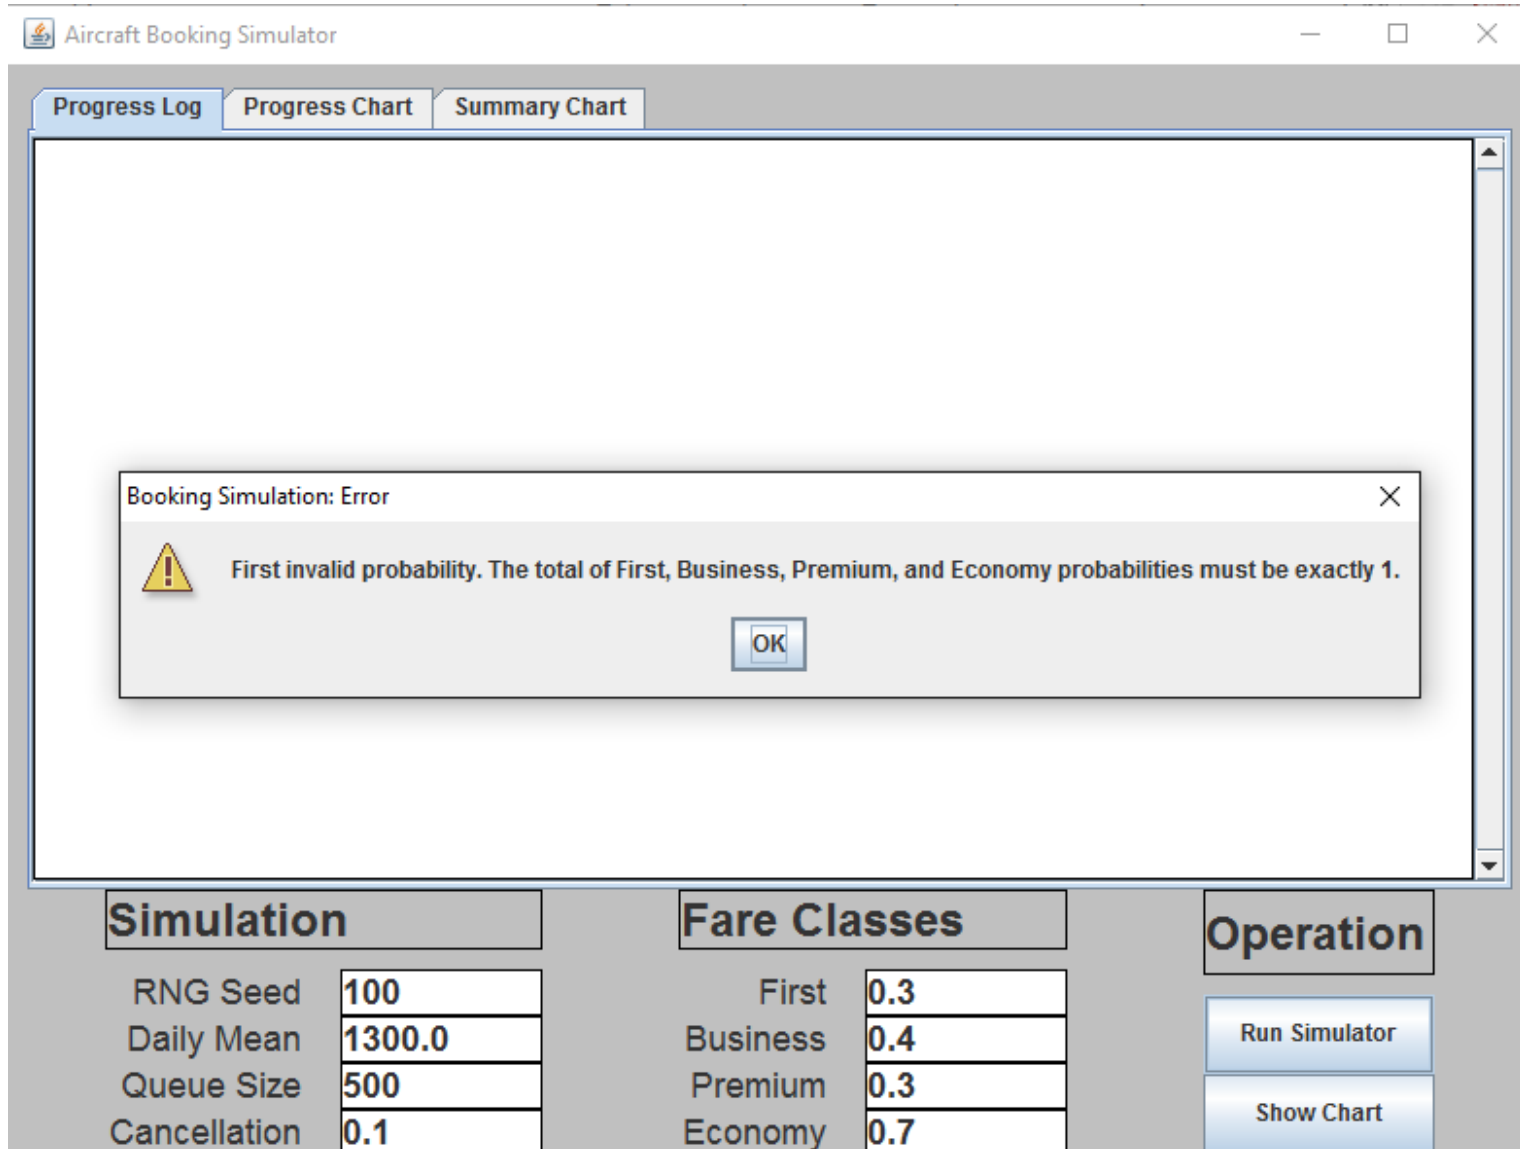 Aircraft Booking Simulator
Progress Log Progress Chart Summary Chart
Booking Simulation: Error
First invalid probability. The total of First, Business, Premium, and Economy probabilities must be exactly 1.
OK
Simulation
RNG Seed 100
Daily Mean 1300.0
Queue Size 500
Cancellation 0.1
Fare Classes
First 0.3
Business 0.4
Premium 0.3
Economy 0.7
Operation
Run Simulator
Show Chart